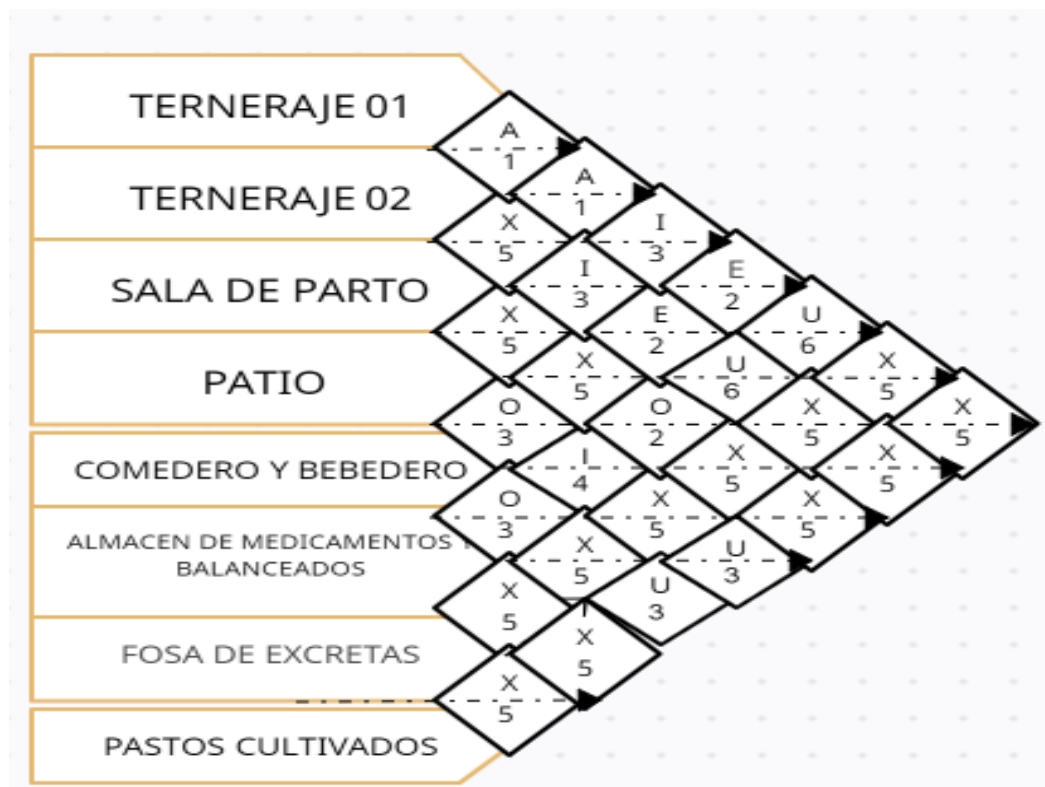 TERNERAJE 01
TERNERAJE 02
SALA DE PARTO
PATIO
COMEDERO Y BEBEDERO
ALMACEN DE MEDICAMENTOS Y
BALANCEADOS
FOSA DE EXCRETAS
PASTOS CULTIVADOS
A
1
X
5
X
5
O
3
O
3
X
5
X
5
A
1
I
3
X
5
I
4
X
5
X
5
I
3
E
2
O
2
X
5
U
3
E
2
U
6
X
5
U
3
U
6
X
5
X
5
X
5
X
5
X
5